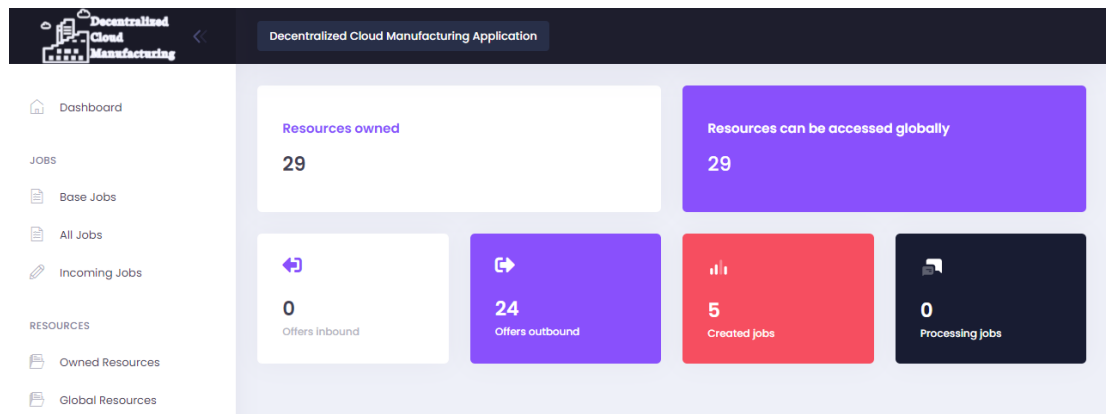 Decentralized
Cloud
Manufacturing
Decentralized Cloud Manufacturing Application
Dashboard
JOBS
Base Jobs
All Jobs
Incoming Jobs
RESOURCES
Owned Resources
Global Resources
Resources owned
29
Resources can be accessed globally
29
0
Offers inbound
24
Offers outbound
5
Created jobs
0
Processing jobs